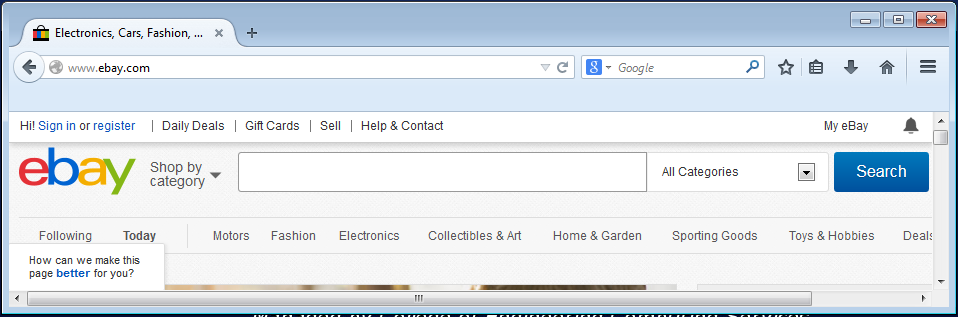 Electronics, Cars, Fashion, ...
www.ebay.com
Google
Hi! Sign in or register
Daily Deals
Gift Cards
Sell
Help & Contact
My eBay
ebay
Shop by
category
All Categories
Search
Following
Today
Motors
Fashion
Electronics
Collectibles & Art
Home & Garden
Sporting Goods
Toys & Hobbies
Deals
How can we make this
page better for you?